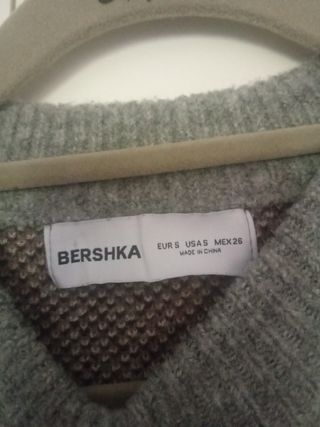 BERSHKA
EUR S USA S MEX 26
MADE IN CHINA